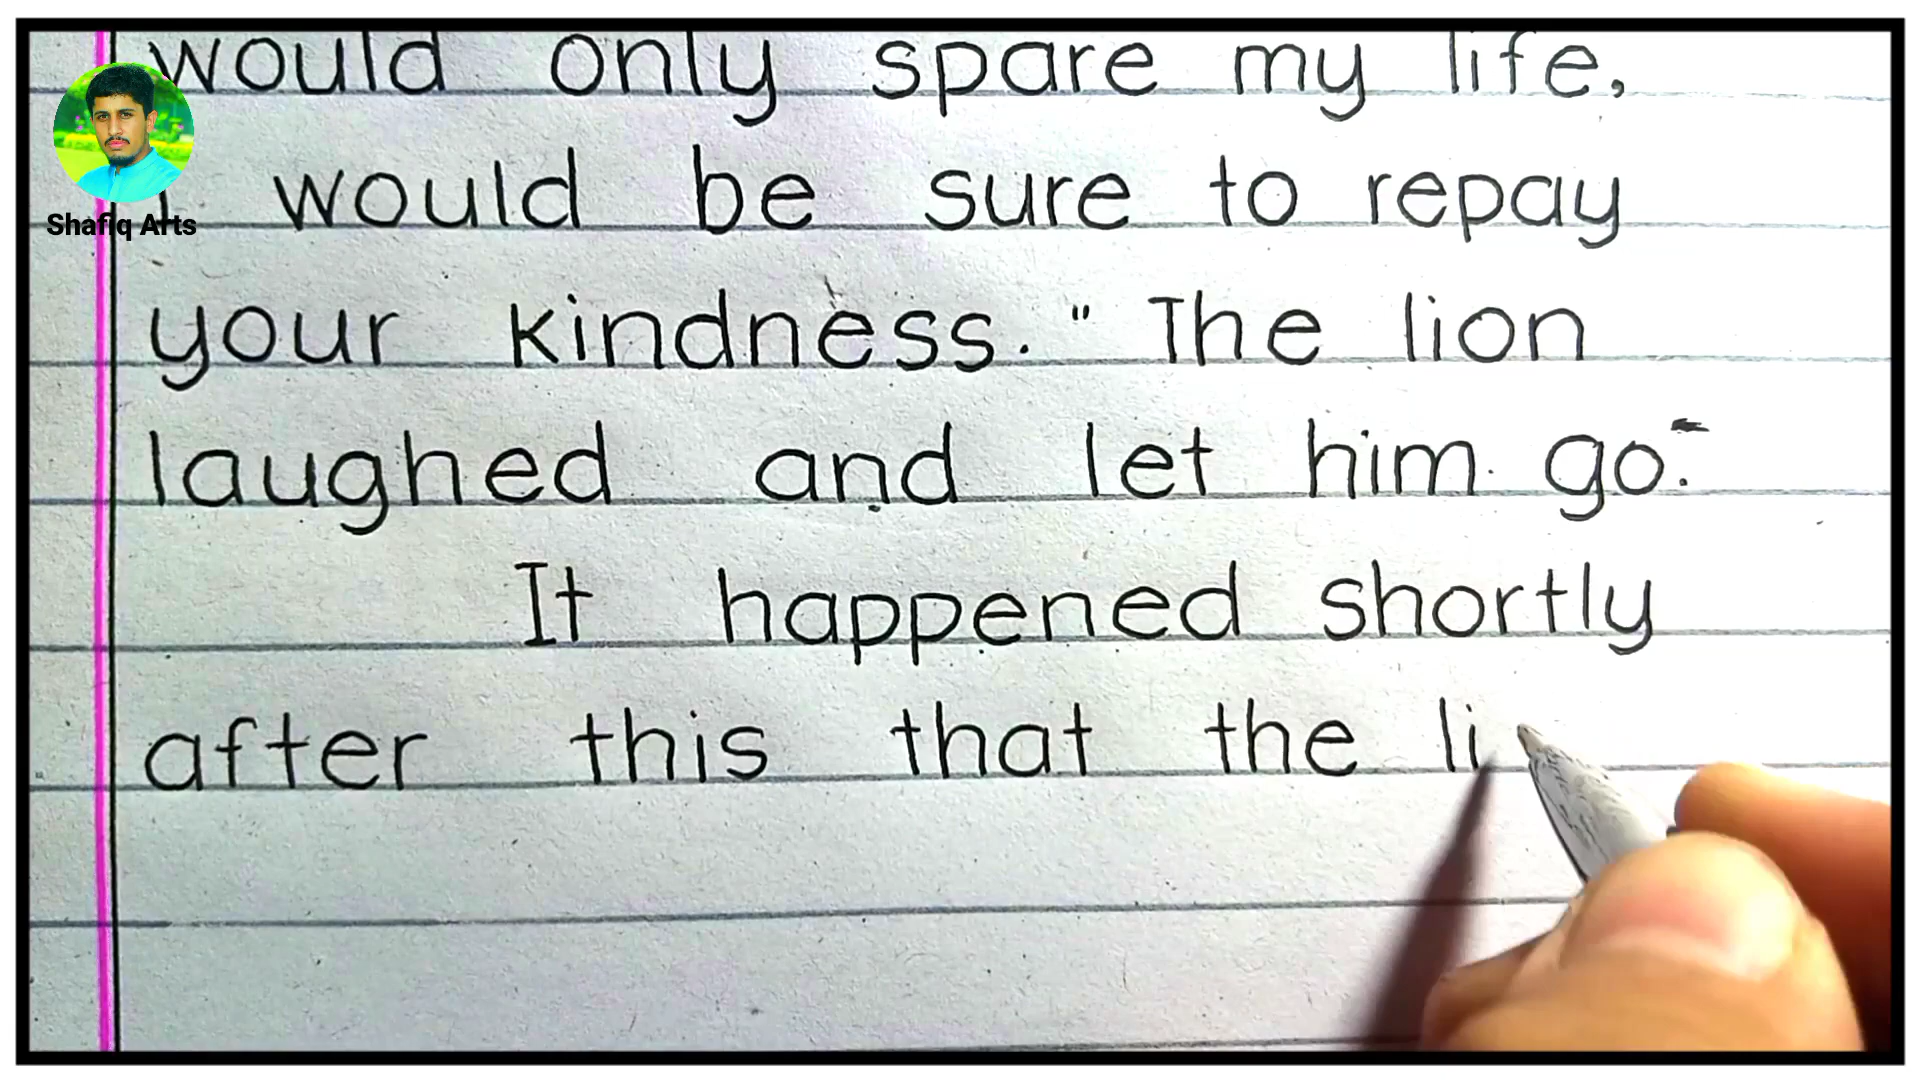 would only spare my life,
I would be sure to repay
your kindness." The lion
laughed and let him go.
It happened shortly
after this that the li
Shafiq Arts